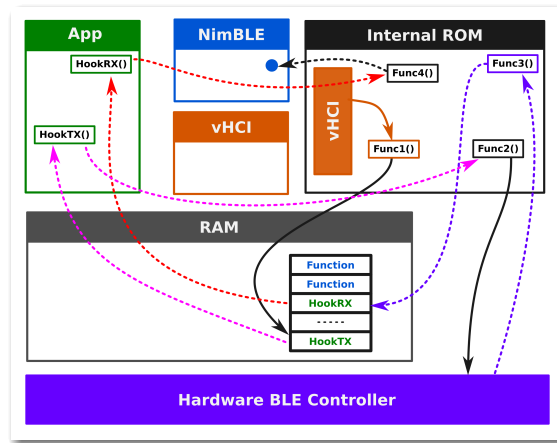 App
NimBLE
Internal ROM
HookRX()
Func4()
Func3()
vHCI
vHCI
HookTX()
Func1()
Func2()
RAM
Function
Function
HookRX
-----
HookTX
Hardware BLE Controller